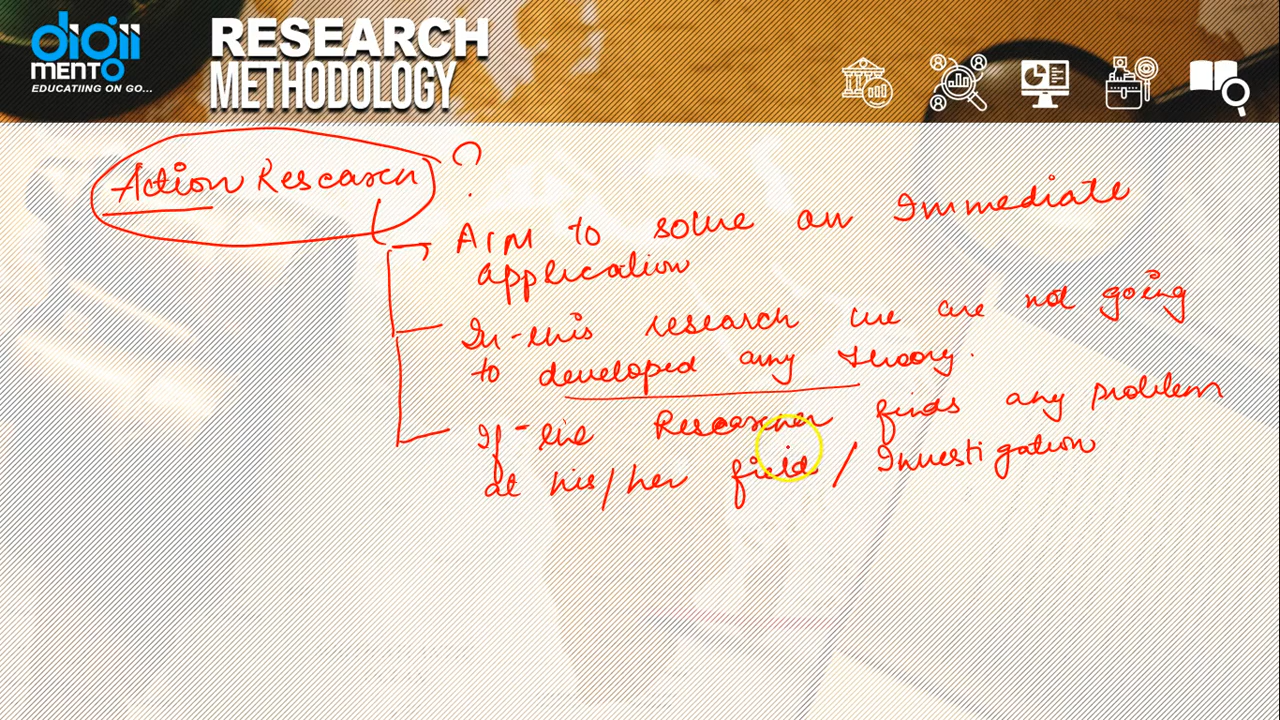 digii
MENTO
EDUCATIING ON GO...
RESEARCH
METHODOLOGY
Action Research ?
AIM to solve an Immediate
application
In this research we are not going
to developed any theory.
If the Researcher finds any problem
at his/her field / Investigation